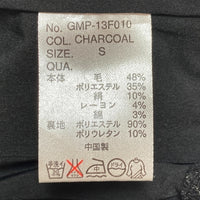 No. GMP-13F010
COL. CHARCOAL
SIZE. S
QUA.
本体 毛 48%
ポリエステル 35%
絹 10%
レーヨン 4%
綿 3%
裏地 ポリエステル 90%
ポリウレタン 10%
中国製